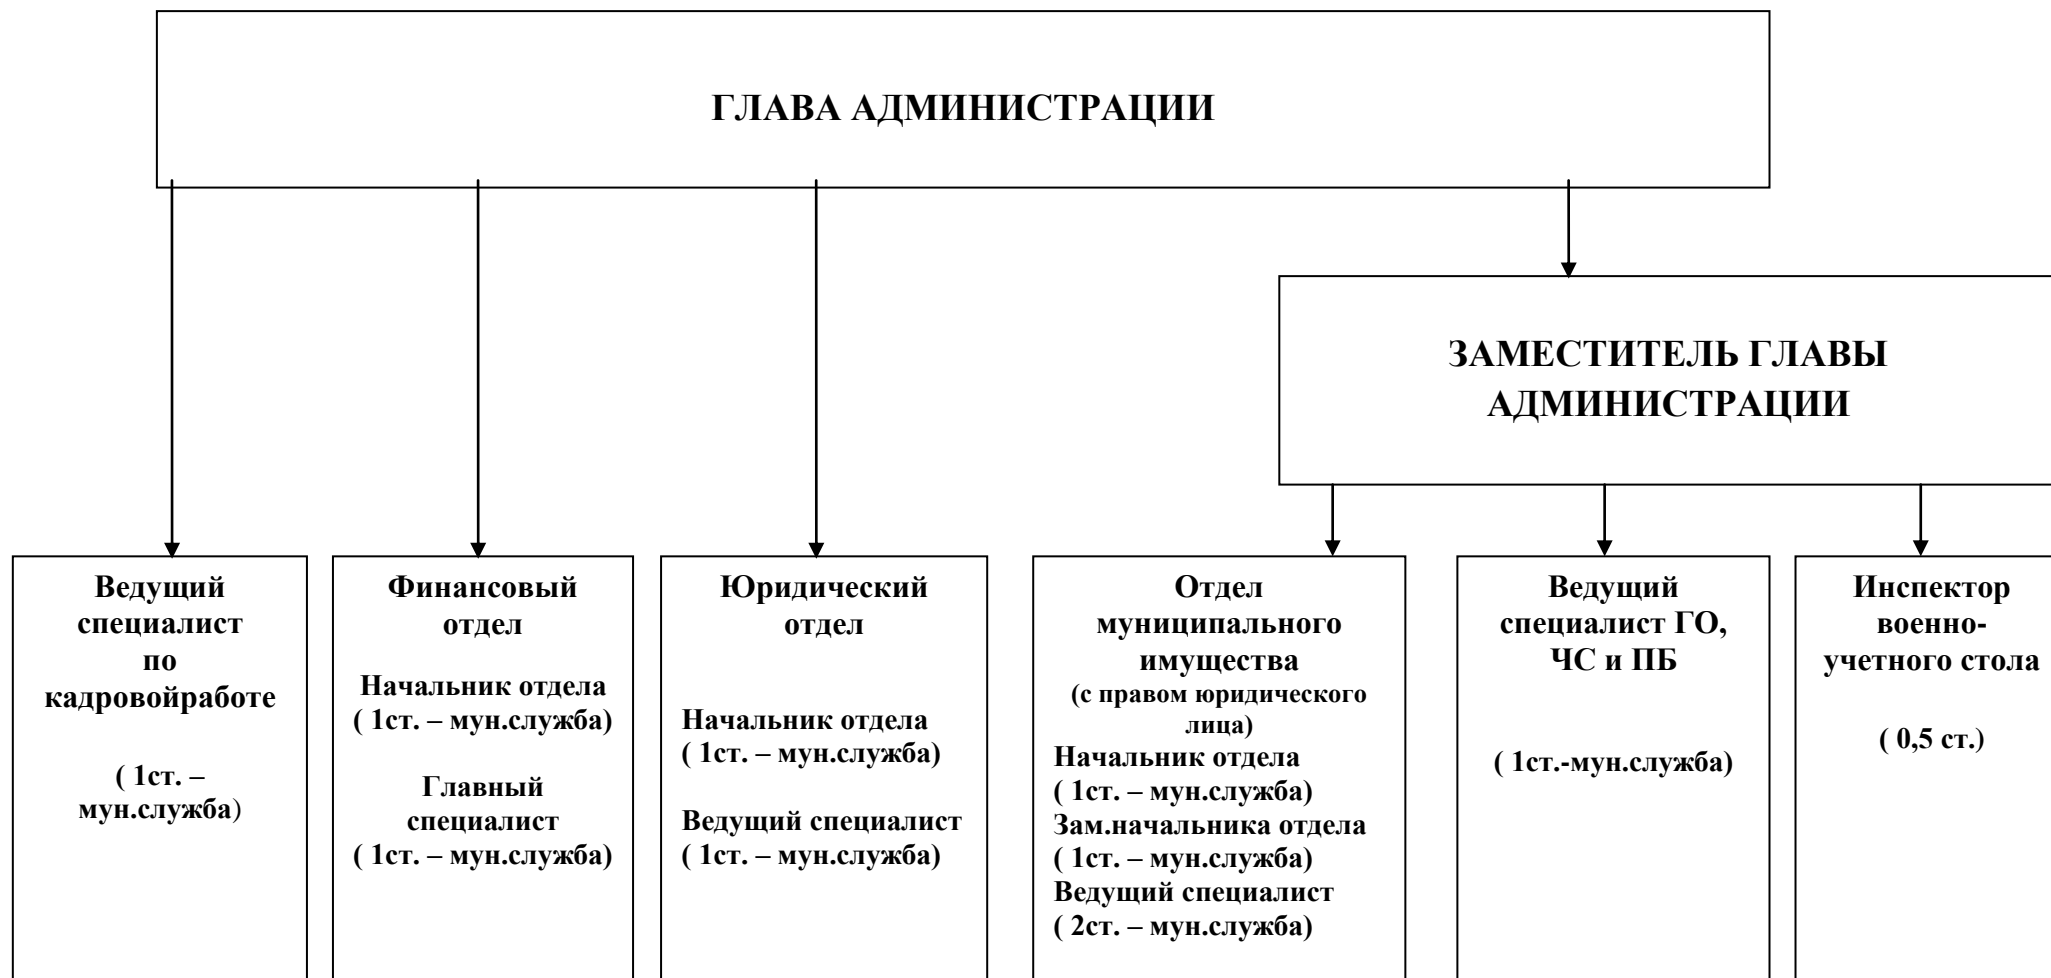 ГЛАВА АДМИНИСТРАЦИИ
ЗАМЕСТИТЕЛЬ ГЛАВЫ
АДМИНИСТРАЦИИ
Ведущий
специалист
по
кадровойработе
( 1ст. –
мун.служба)
Финансовый
отдел
Начальник отдела
( 1ст. – мун.служба)
Главный
специалист
( 1ст. – мун.служба)
Юридический
отдел
Начальник отдела
( 1ст. – мун.служба)
Ведущий специалист
( 1ст. – мун.служба)
Отдел
муниципального
имущества
(с правом юридического
лица)
Начальник отдела
( 1ст. – мун.служба)
Зам.начальника отдела
( 1ст. – мун.служба)
Ведущий специалист
( 2ст. – мун.служба)
Ведущий
специалист ГО,
ЧС и ПБ
( 1ст.-мун.служба)
Инспектор
военно-
учетного стола
( 0,5 ст.)